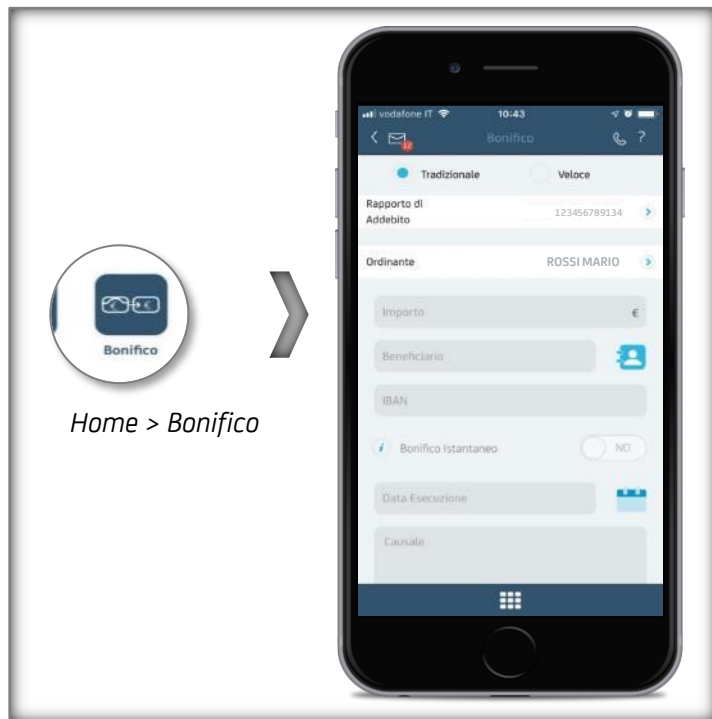 Bonifico
Home > Bonifico
vodafone IT 10:43
12
Bonifico ?
Tradizionale Veloce
Rapporto di
Addebito
123456789134
Ordinante ROSSI MARIO
Importo €
Beneficiario
IBAN
i Bonifico Istantaneo NO
Data Esecuzione
Causale